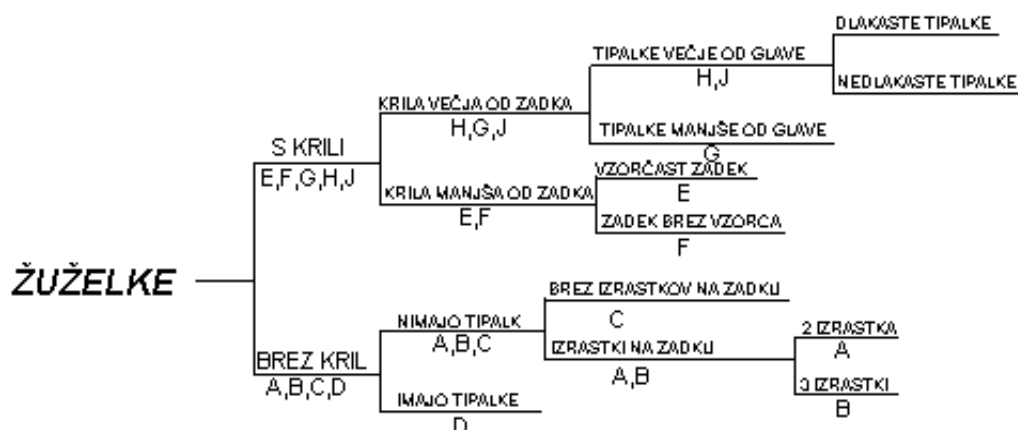 DLAKASTE TIPALKE
TIPALKE VEČJE OD GLAVE
H,J
NEDLAKASTE TIPALKE
KRILA VEČJA OD ZADKA
H,G,J
TIPALKE MANJŠE OD GLAVE
G
S KRILI
E,F,G,H,J
VZORČAST ZADEK
E
KRILA MANJŠA OD ZADKA
E,F
ZADEK BREZ VZORCA
F
ŽUŽELKE
BREZ IZRASTKOV NA ZADKU
C
NIMAJO TIPALK
A,B,C
2 IZRASTKA
A
IZRASTKI NA ZADKU
A,B
BREZ KRIL
A,B,C,D
3 IZRASTKI
B
IMAJO TIPALKE
D